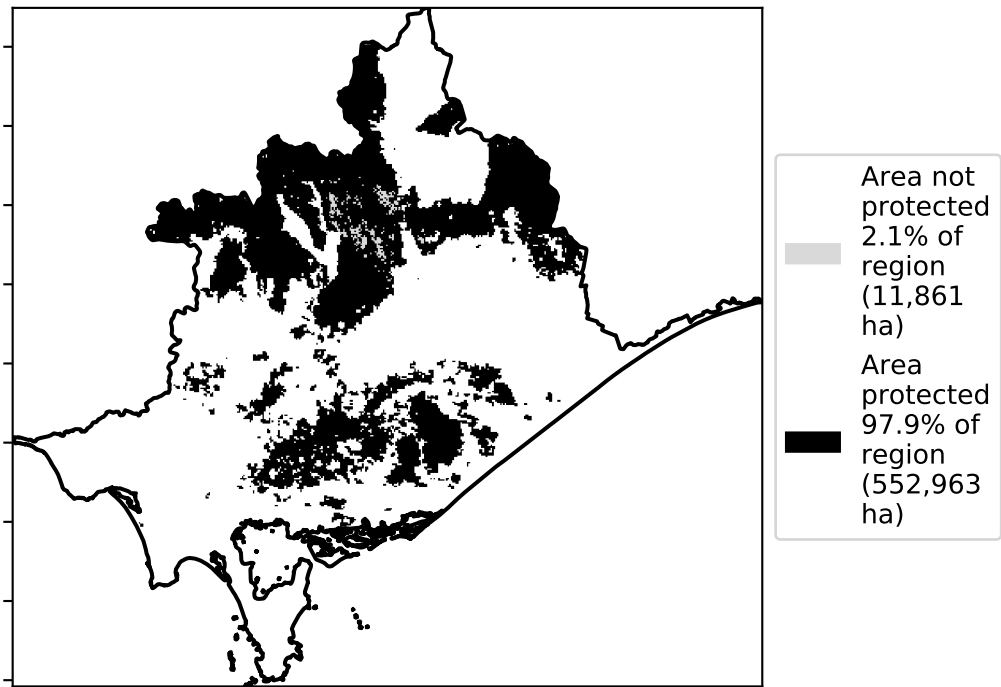 Area not
protected
2.1% of
region
(11,861
ha)
Area
protected
97.9% of
region
(552,963
ha)